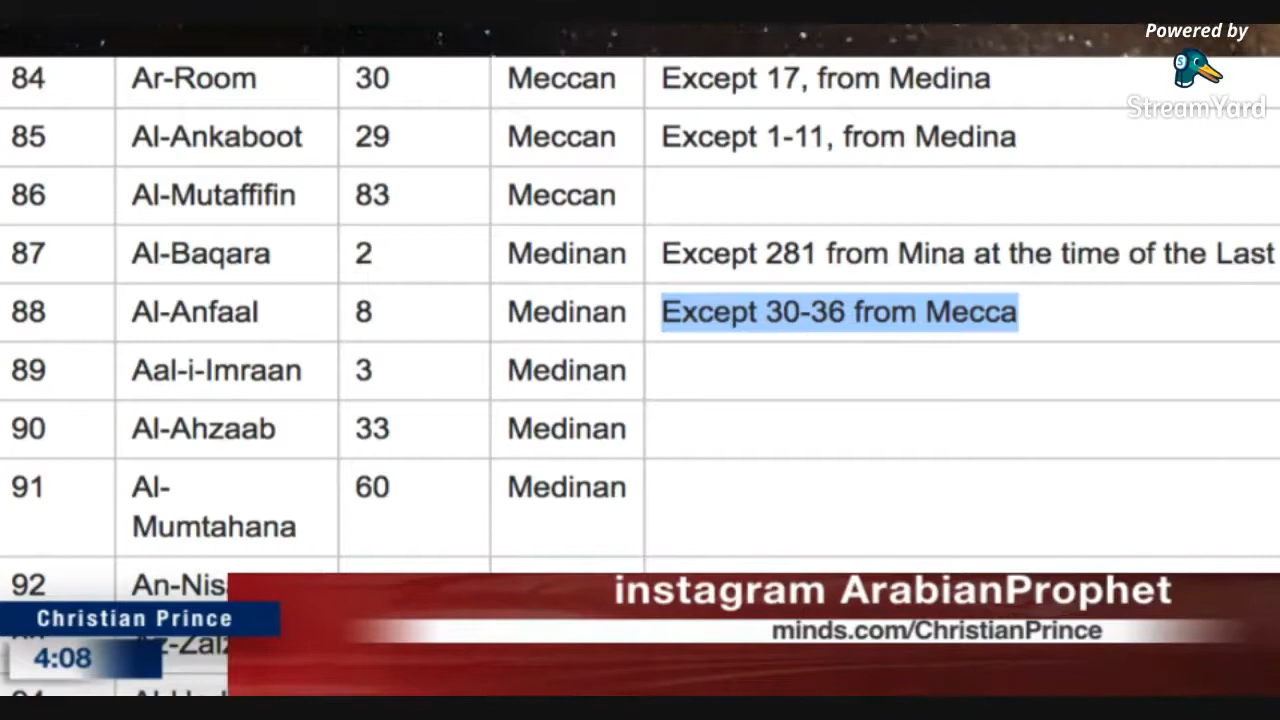 Powered by
StreamYard
84 Ar-Room 30 Meccan Except 17, from Medina
85 Al-Ankaboot 29 Meccan Except 1-11, from Medina
86 Al-Mutaffifin 83 Meccan
87 Al-Baqara 2 Medinan Except 281 from Mina at the time of the Last
88 Al-Anfaal 8 Medinan Except 30-36 from Mecca
89 Aal-i-Imraan 3 Medinan
90 Al-Ahzaab 33 Medinan
91 Al- 60 Medinan
Mumtahana
92 An-Nis
instagram ArabianProphet
Christian Prince
minds.com/ChristianPrince
4:08